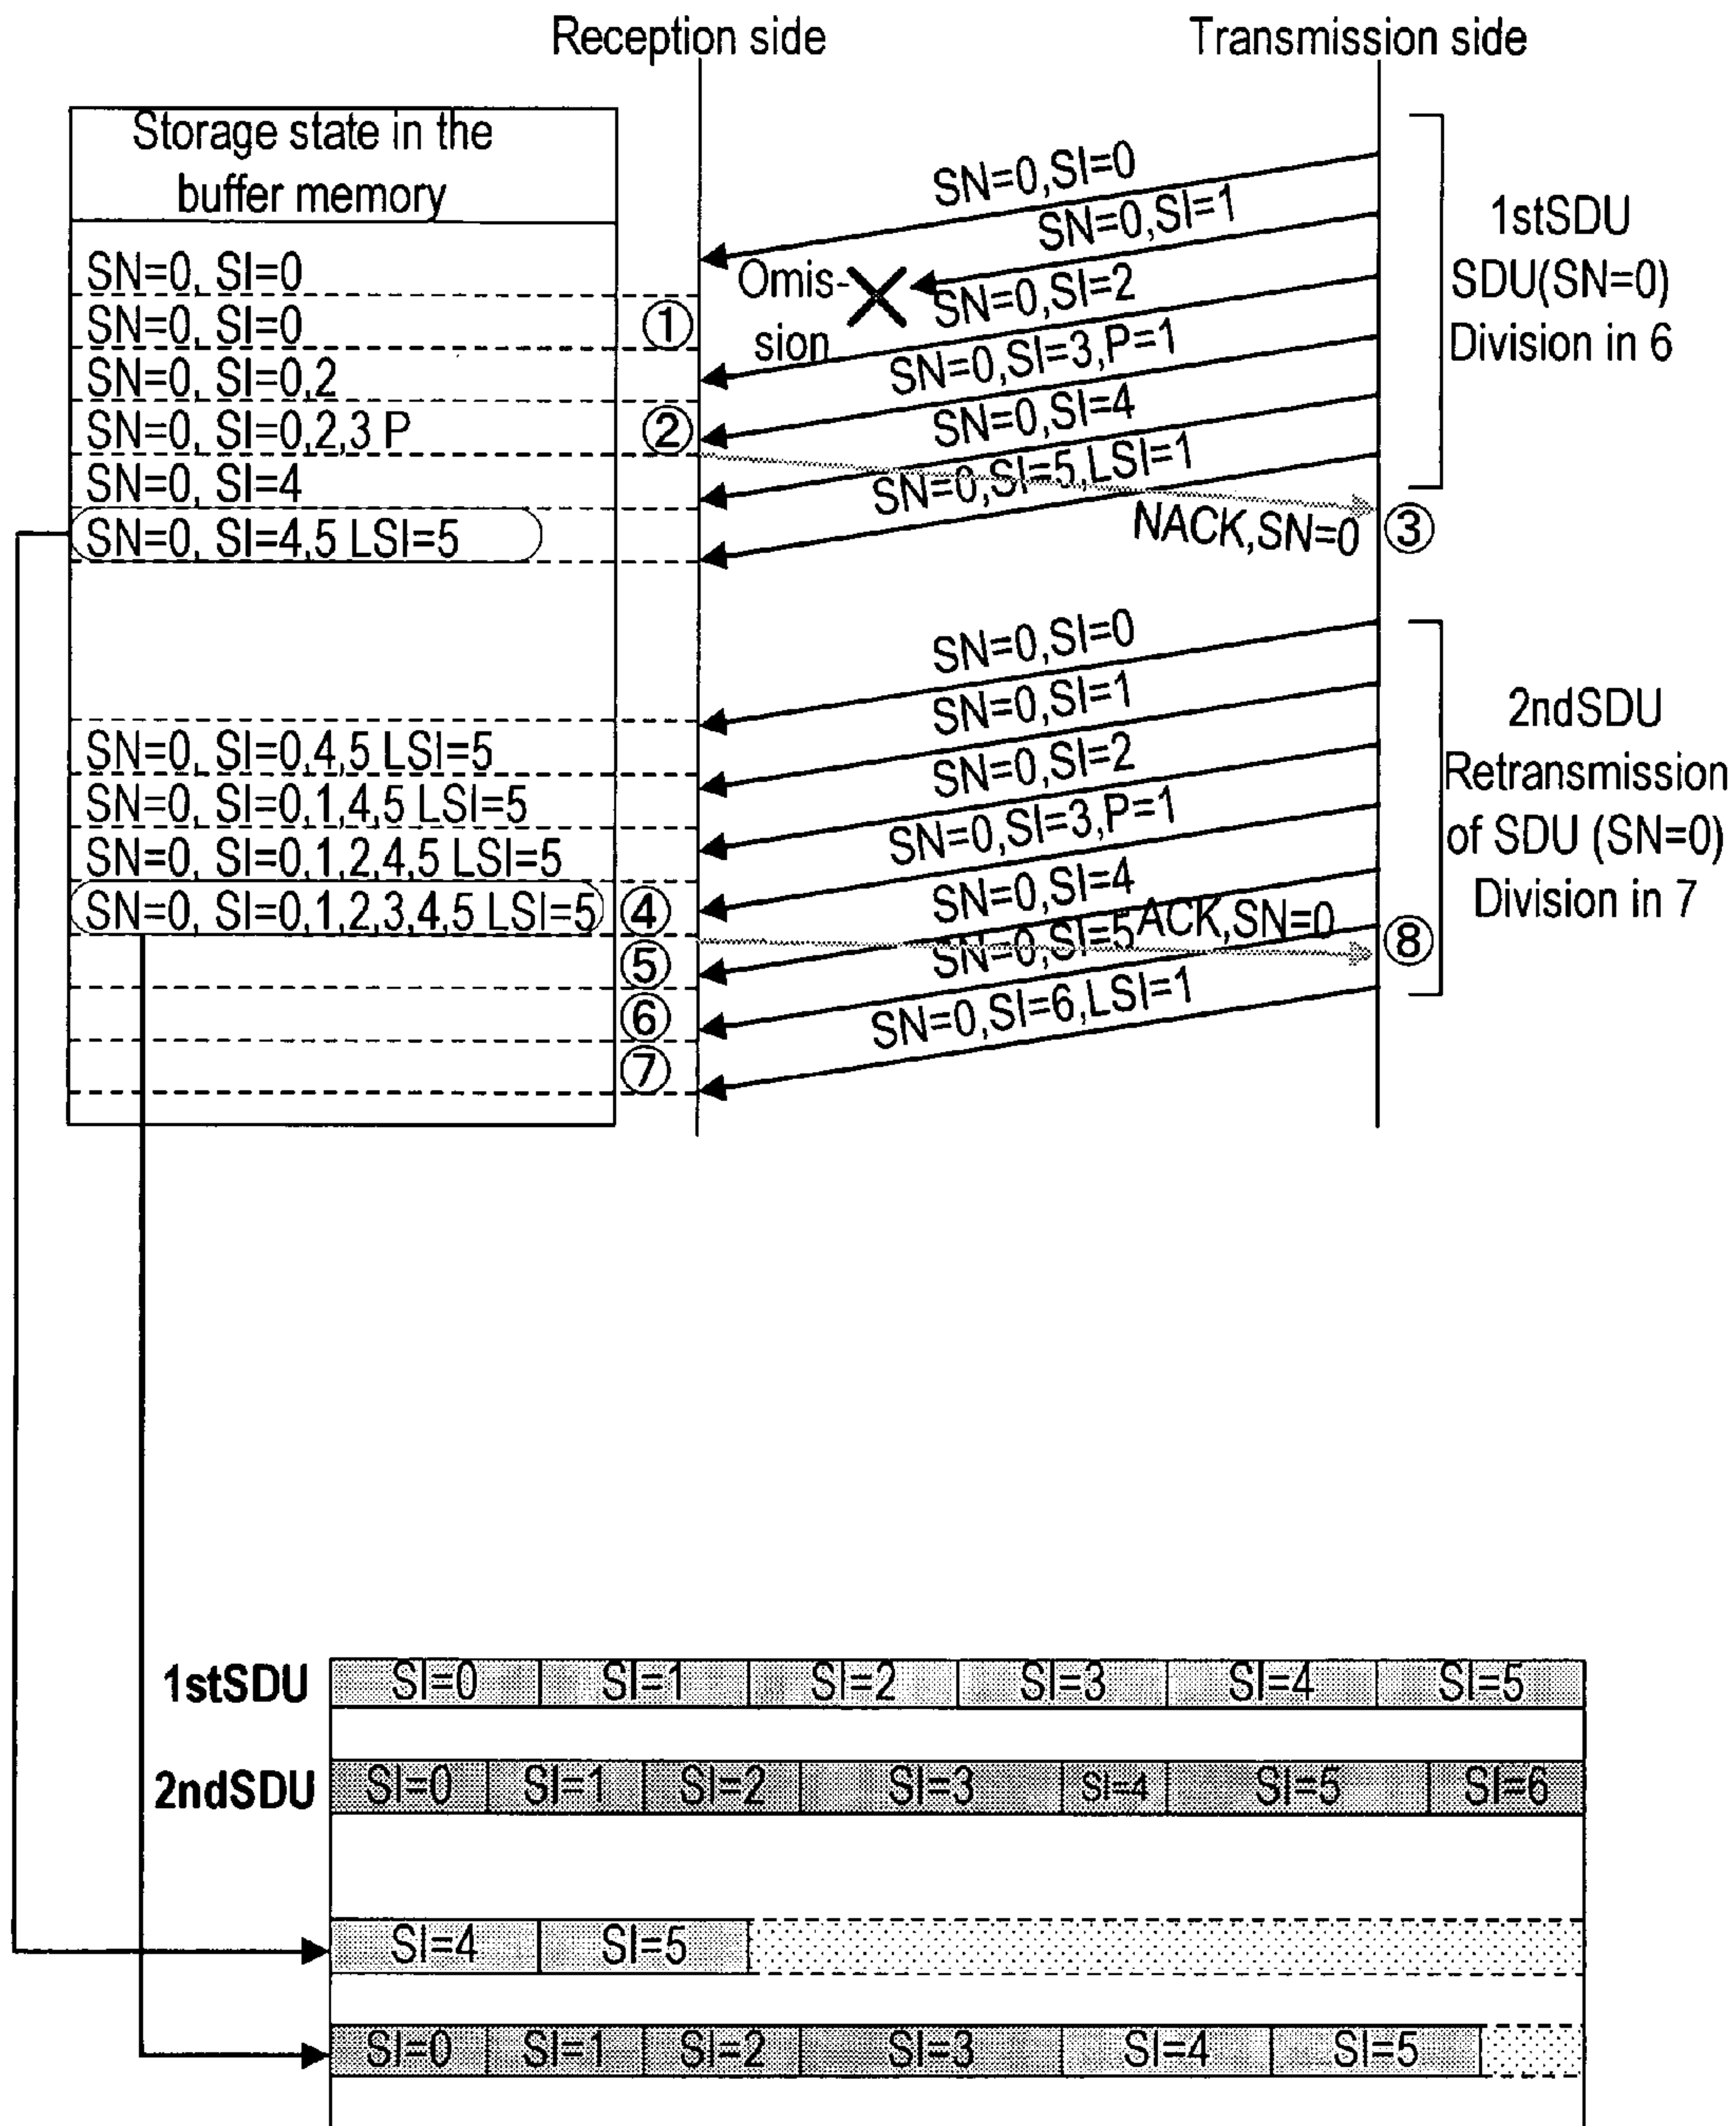 Reception side
Transmission side
Storage state in the
buffer memory
SN=0, SI=0
SN=0, SI=0
①
SN=0, SI=0,2
SN=0, SI=0,2,3 P
②
SN=0, SI=4
SN=0, SI=4,5 LSI=5
SN=0,SI=0
SN=0,SI=1
Omis-
sion
SN=0,SI=2
SN=0,SI=3,P=1
SN=0,SI=4
SN=0,SI=5,LSI=1
NACK,SN=0
③
1stSDU
SDU(SN=0)
Division in 6
SN=0, SI=0,4,5 LSI=5
SN=0, SI=0,1,4,5 LSI=5
SN=0, SI=0,1,2,4,5 LSI=5
SN=0, SI=0,1,2,3,4,5 LSI=5
④
⑤
⑥
⑦
SN=0,SI=0
SN=0,SI=1
SN=0,SI=2
SN=0,SI=3,P=1
SN=0,SI=4
ACK,SN=0
SN=0,SI=5
SN=0,SI=6,LSI=1
⑧
2ndSDU
Retransmission
of SDU (SN=0)
Division in 7
1stSDU SI=0 SI=1 SI=2 SI=3 SI=4 SI=5
2ndSDU SI=0 SI=1 SI=2 SI=3 SI=4 SI=5 SI=6
SI=4 SI=5
SI=0 SI=1 SI=2 SI=3 SI=4 SI=5